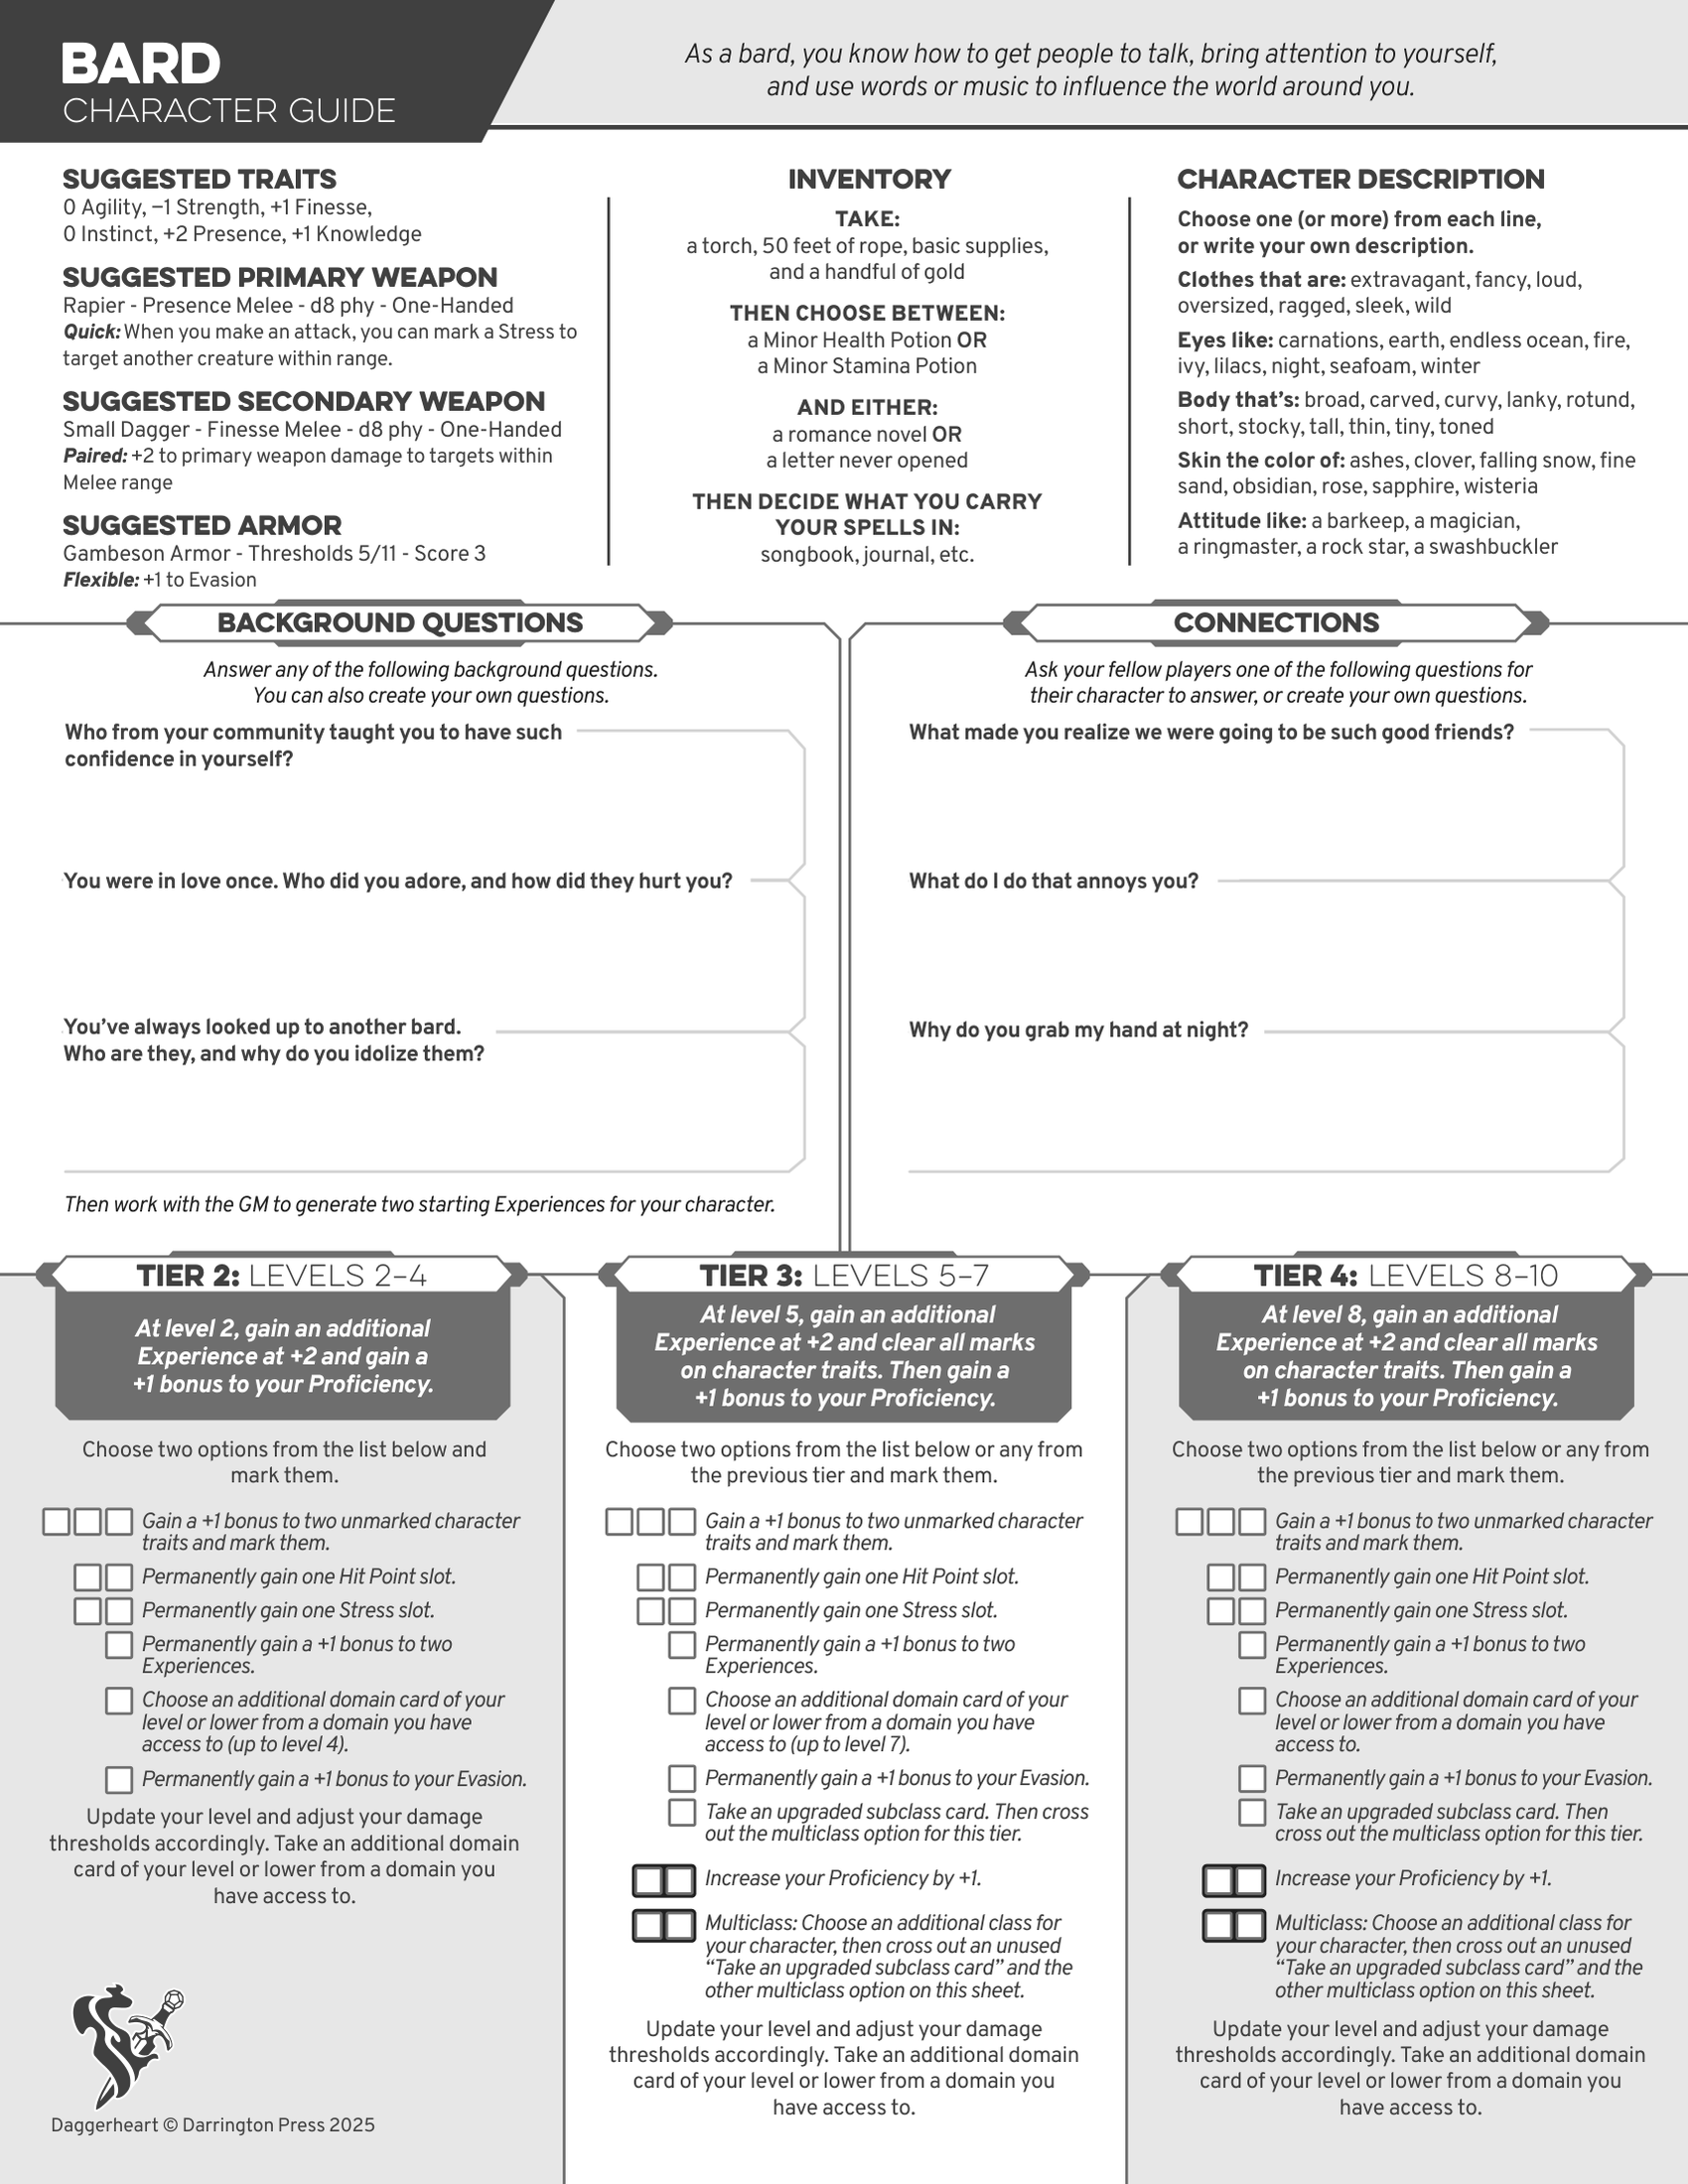 BARD
CHARACTER GUIDE
As a bard, you know how to get people to talk, bring attention to yourself,
and use words or music to influence the world around you.
SUGGESTED TRAITS
0 Agility, −1 Strength, +1 Finesse,
0 Instinct, +2 Presence, +1 Knowledge
SUGGESTED PRIMARY WEAPON
Rapier - Presence Melee - d8 phy - One-Handed
Quick: When you make an attack, you can mark a Stress to
target another creature within range.
SUGGESTED SECONDARY WEAPON
Small Dagger - Finesse Melee - d8 phy - One-Handed
Paired: +2 to primary weapon damage to targets within
Melee range
SUGGESTED ARMOR
Gambeson Armor - Thresholds 5/11 - Score 3
Flexible: +1 to Evasion
INVENTORY
TAKE:
a torch, 50 feet of rope, basic supplies,
and a handful of gold
THEN CHOOSE BETWEEN:
a Minor Health Potion OR
a Minor Stamina Potion
AND EITHER:
a romance novel OR
a letter never opened
THEN DECIDE WHAT YOU CARRY
YOUR SPELLS IN:
songbook, journal, etc.
CHARACTER DESCRIPTION
Choose one (or more) from each line,
or write your own description.
Clothes that are: extravagant, fancy, loud,
oversized, ragged, sleek, wild
Eyes like: carnations, earth, endless ocean, fire,
ivy, lilacs, night, seafoam, winter
Body that's: broad, carved, curvy, lanky, rotund,
short, stocky, tall, thin, tiny, toned
Skin the color of: ashes, clover, falling snow, fine
sand, obsidian, rose, sapphire, wisteria
Attitude like: a barkeep, a magician,
a ringmaster, a rock star, a swashbuckler
BACKGROUND QUESTIONS
Answer any of the following background questions.
You can also create your own questions.
Who from your community taught you to have such
confidence in yourself?
You were in love once. Who did you adore, and how did they hurt you?
You've always looked up to another bard.
Who are they, and why do you idolize them?
Then work with the GM to generate two starting Experiences for your character.
CONNECTIONS
Ask your fellow players one of the following questions for
their character to answer, or create your own questions.
What made you realize we were going to be such good friends?
What do I do that annoys you?
Why do you grab my hand at night?
TIER 2: LEVELS 2–4
At level 2, gain an additional
Experience at +2 and gain a
+1 bonus to your Proficiency.
Choose two options from the list below and
mark them.
Gain a +1 bonus to two unmarked character
traits and mark them.
Permanently gain one Hit Point slot.
Permanently gain one Stress slot.
Permanently gain a +1 bonus to two
Experiences.
Choose an additional domain card of your
level or lower from a domain you have
access to (up to level 4).
Permanently gain a +1 bonus to your Evasion.
Update your level and adjust your damage
thresholds accordingly. Take an additional domain
card of your level or lower from a domain you
have access to.
Daggerheart © Darrington Press 2025
TIER 3: LEVELS 5–7
At level 5, gain an additional
Experience at +2 and clear all marks
on character traits. Then gain a
+1 bonus to your Proficiency.
Choose two options from the list below or any from
the previous tier and mark them.
Gain a +1 bonus to two unmarked character
traits and mark them.
Permanently gain one Hit Point slot.
Permanently gain one Stress slot.
Permanently gain a +1 bonus to two
Experiences.
Choose an additional domain card of your
level or lower from a domain you have
access to (up to level 7).
Permanently gain a +1 bonus to your Evasion.
Take an upgraded subclass card. Then cross
out the multiclass option for this tier.
Increase your Proficiency by +1.
Multiclass: Choose an additional class for
your character, then cross out an unused
“Take an upgraded subclass card” and the
other multiclass option on this sheet.
Update your level and adjust your damage
thresholds accordingly. Take an additional domain
card of your level or lower from a domain you
have access to.
TIER 4: LEVELS 8–10
At level 8, gain an additional
Experience at +2 and clear all marks
on character traits. Then gain a
+1 bonus to your Proficiency.
Choose two options from the list below or any from
the previous tier and mark them.
Gain a +1 bonus to two unmarked character
traits and mark them.
Permanently gain one Hit Point slot.
Permanently gain one Stress slot.
Permanently gain a +1 bonus to two
Experiences.
Choose an additional domain card of your
level or lower from a domain you have
access to.
Permanently gain a +1 bonus to your Evasion.
Take an upgraded subclass card. Then
cross out the multiclass option for this tier.
Increase your Proficiency by +1.
Multiclass: Choose an additional class for
your character, then cross out an unused
“Take an upgraded subclass card” and the
other multiclass option on this sheet.
Update your level and adjust your damage
thresholds accordingly. Take an additional domain
card of your level or lower from a domain you
have access to.